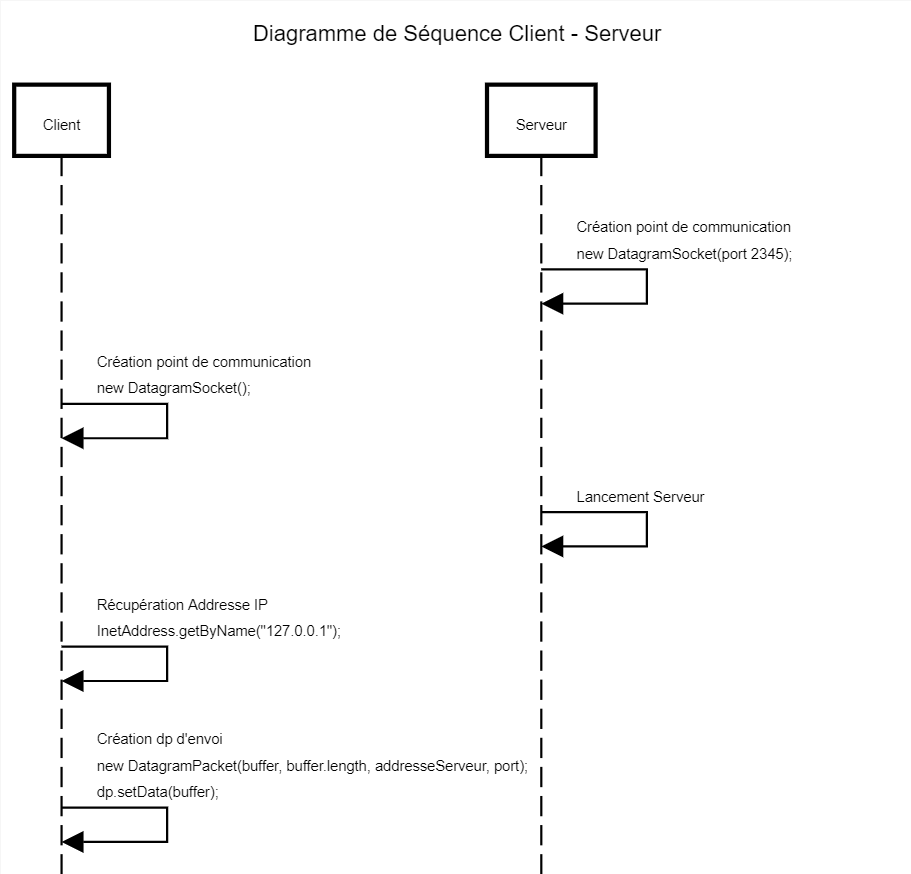 Diagramme de Séquence Client - Serveur
Client
Serveur
Création point de communication
new DatagramSocket(port 2345);
Création point de communication
new DatagramSocket();
Lancement Serveur
Récupération Addresse IP
InetAddress.getByName("127.0.0.1");
Création dp d'envoi
new DatagramPacket(buffer, buffer.length, addresseServeur, port);
dp.setData(buffer);